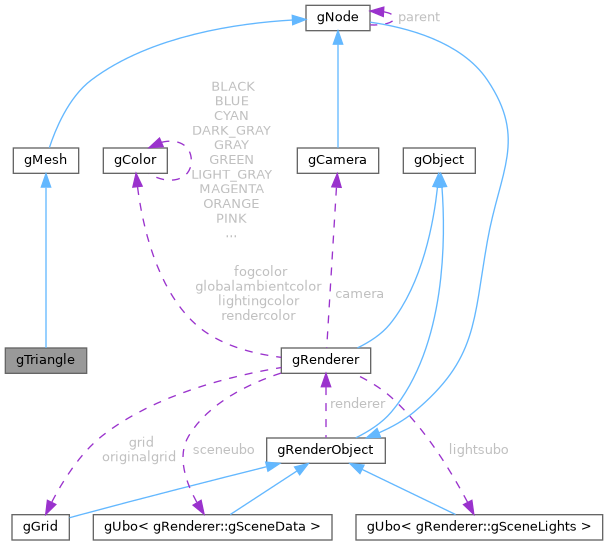 gNode
parent
BLACK
BLUE
CYAN
DARK_GRAY
GRAY
GREEN
LIGHT_GRAY
MAGENTA
ORANGE
PINK
...
gMesh
gColor
gCamera
gObject
fogcolor
globalambientcolor
lightingcolor
rendercolor
camera
gTriangle
gRenderer
renderer
grid
originalgrid
sceneubo
gRenderObject
lightsubo
gGrid
gUbo< gRenderer::gSceneData >
gUbo< gRenderer::gSceneLights >